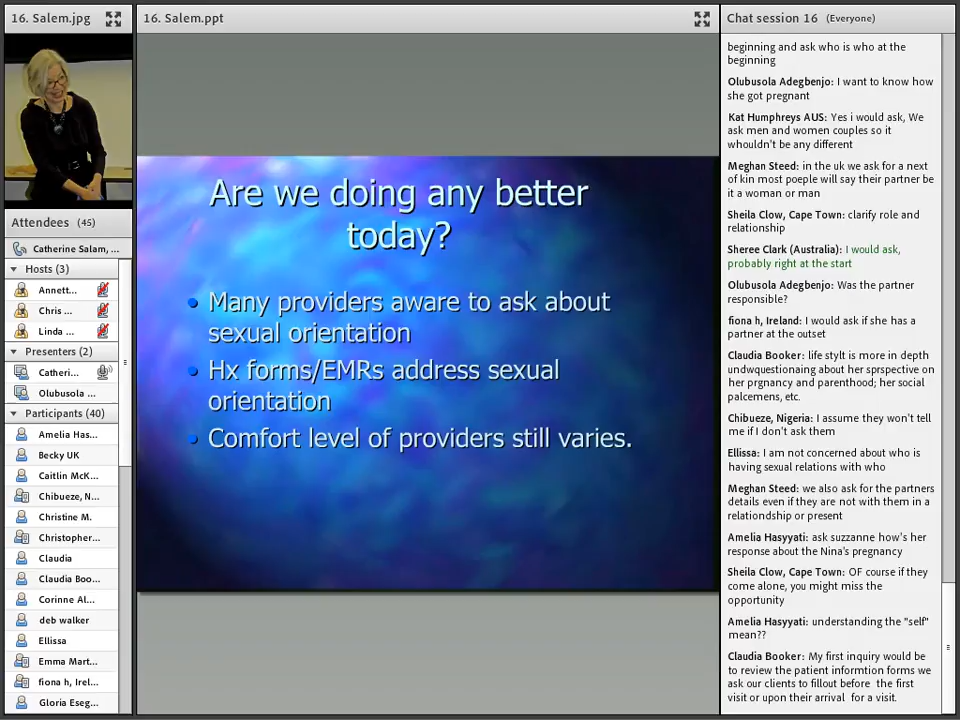 16. Salem.jpg
Attendees (45)
Catherine Salam, ...
Hosts (3)
Annett...
Chris ...
Linda ...
Presenters (2)
Catheri...
Olubusola ...
Participants (40)
Amelia Has...
Becky UK
Caitlin McK...
Chibueze, N...
Christine M.
Christopher...
Claudia
Claudia Boo...
Corinne Al...
deb walker
Ellissa
Emma Mart...
fiona h, Irel...
Gloria Eseg...
16. Salem.ppt
Are we doing any better
today?
• Many providers aware to ask about
sexual orientation
• Hx forms/EMRs address sexual
orientation
• Comfort level of providers still varies.
Chat session 16 (Everyone)
beginning and ask who is who at the
beginning
Olubusola Adegbenjo: I want to know how
she got pregnant
Kat Humphreys AUS: Yes i would ask, We
ask men and women couples so it
whouldn't be any different
Meghan Steed: in the uk we ask for a next
of kin most poeple will say their partner be
it a woman or man
Sheila Clow, Cape Town: clarify role and
relationship
Sheree Clark (Australia): I would ask,
probably right at the start
Olubusola Adegbenjo: Was the partner
responsible?
fiona h, Ireland: I would ask if she has a
partner at the outset
Claudia Booker: life stylt is more in depth
undwquestionaing about her sprspective on
her prgnancy and parenthood; her social
palcemens, etc.
Chibueze, Nigeria: I assume they won't tell
me if I don't ask them
Ellissa: I am not concerned about who is
having sexual relations with who
Meghan Steed: we also ask for the partners
details even if they are not with them in a
relationdship or present
Amelia Hasyyati: ask suzzanne how's her
response about the Nina's pregnancy
Sheila Clow, Cape Town: OF course if they
come alone, you might miss the
opportunity
Amelia Hasyyati: understanding the "self"
mean??
Claudia Booker: My first inquiry would be
to review the patient informtion forms we
ask our clients to fillout before the first
visit or upon their arrival for a visit.